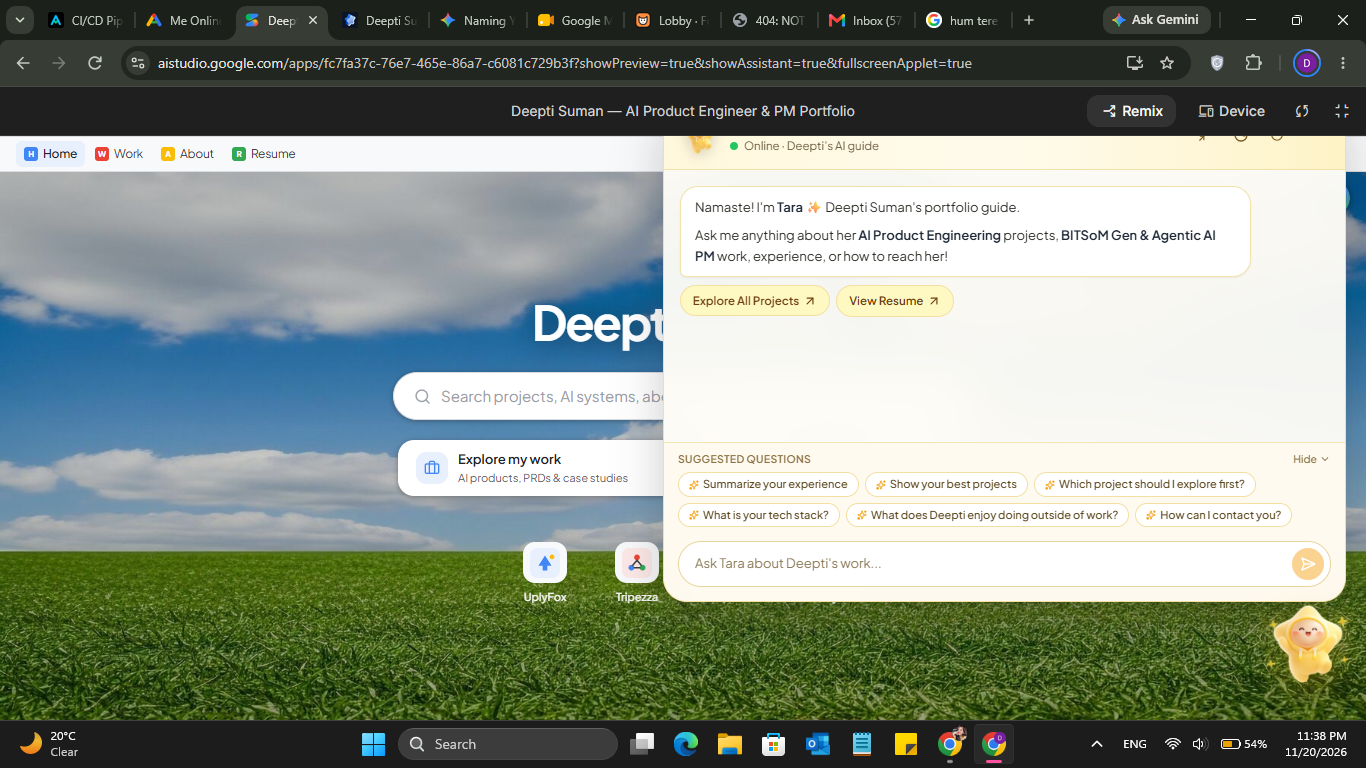 CI/CD Pip
Me Onlin
Deept
Deepti Su
Naming Y
Google M
Lobby · F
404: NOT
Inbox (57
hum tere
Ask Gemini
aistudio.google.com/apps/fc7fa37c-76e7-465e-86a7-c6081c729b3f?showPreview=true&showAssistant=true&fullscreenApplet=true
D
Deepti Suman — AI Product Engineer & PM Portfolio
Remix
Device
H Home
W Work
A About
R Resume
Online · Deepti's AI guide
Namaste! I'm Tara ✨ Deepti Suman's portfolio guide.
Ask me anything about her AI Product Engineering projects, BITSoM Gen & Agentic AI
PM work, experience, or how to reach her!
Explore All Projects
View Resume
Deept
Search projects, AI systems, abo
Explore my work
AI products, PRDs & case studies
UplyFox
Tripezza
SUGGESTED QUESTIONS
Hide
Summarize your experience
Show your best projects
Which project should I explore first?
What is your tech stack?
What does Deepti enjoy doing outside of work?
How can I contact you?
Ask Tara about Deepti's work...
20°C
Clear
Search
ENG
54%
11:38 PM
11/20/2026